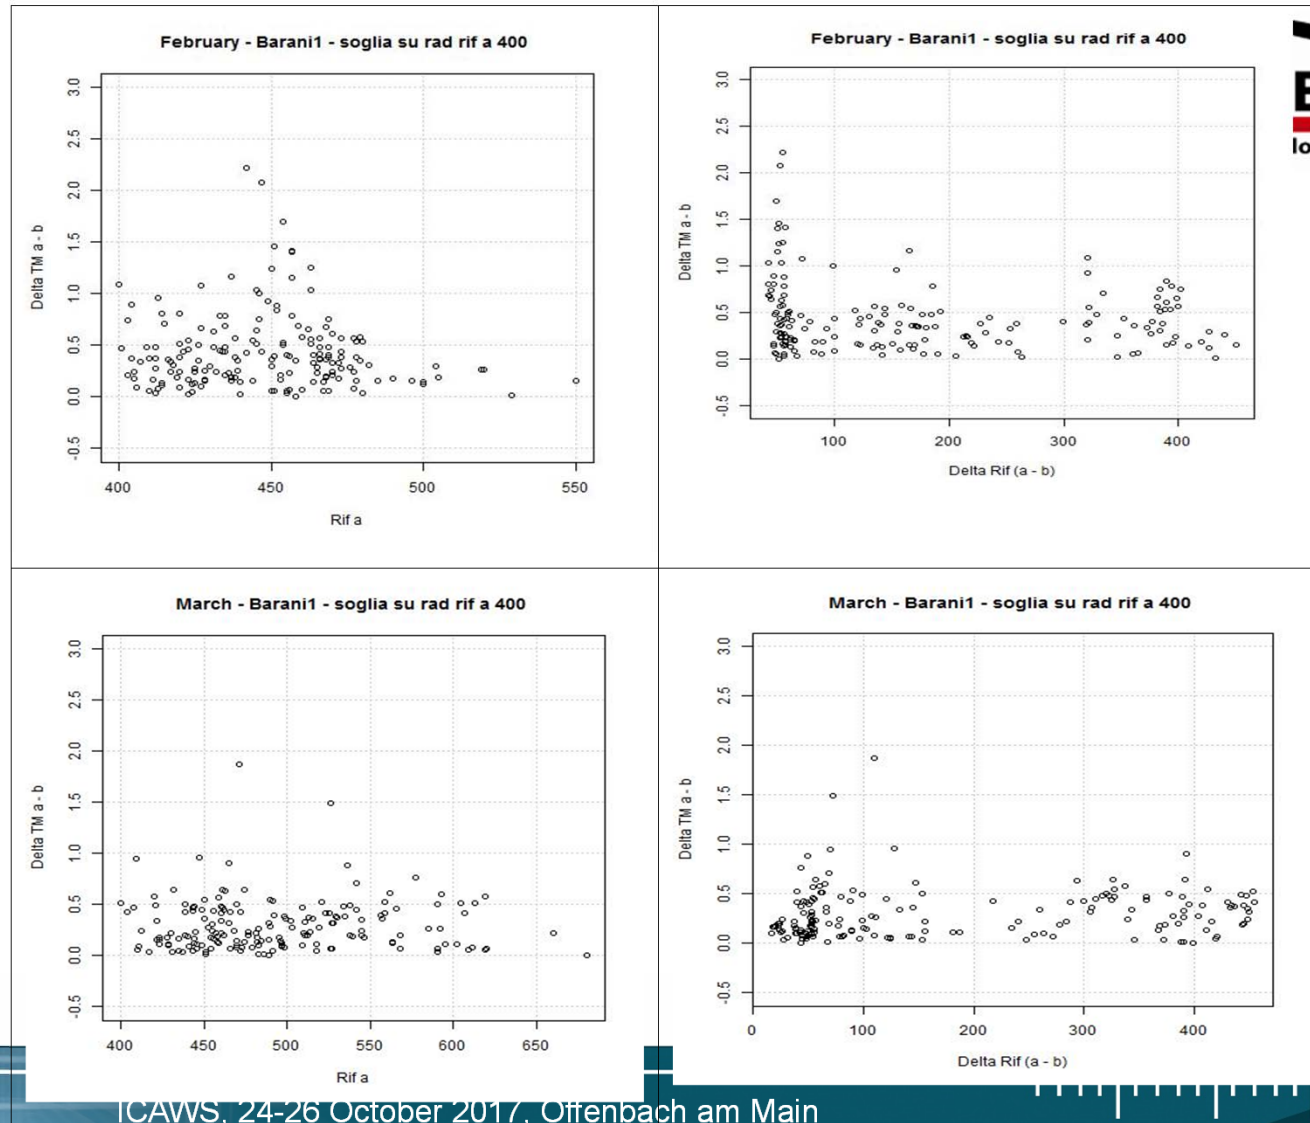 February - Barani1 - soglia su rad rif a 400
3.0
2.5
2.0
1.5
1.0
0.5
0.0
-0.5
Delta TM a - b
400 450 500 550
Rif a
February - Barani1 - soglia su rad rif a 400
3.0
2.5
2.0
1.5
1.0
0.5
0.0
-0.5
Delta TM a - b
100 200 300 400
Delta Rif (a - b)
March - Barani1 - soglia su rad rif a 400
3.0
2.5
2.0
1.5
1.0
0.5
0.0
-0.5
Delta TM a - b
400 450 500 550 600 650
Rif a
March - Barani1 - soglia su rad rif a 400
3.0
2.5
2.0
1.5
1.0
0.5
0.0
-0.5
Delta TM a - b
0 100 200 300 400
Delta Rif (a - b)
ICAWS, 24-26 October 2017, Offenbach am Main